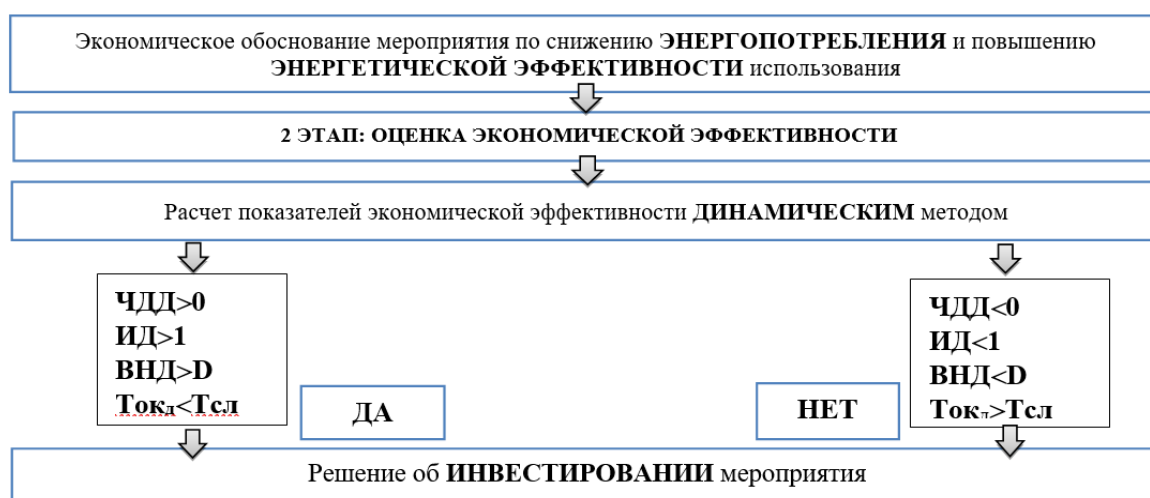 Экономическое обоснование мероприятия по снижению ЭНЕРГОПОТРЕБЛЕНИЯ и повышению
ЭНЕРГЕТИЧЕСКОЙ ЭФФЕКТИВНОСТИ использования
2 ЭТАП: ОЦЕНКА ЭКОНОМИЧЕСКОЙ ЭФФЕКТИВНОСТИ
Расчет показателей экономической эффективности ДИНАМИЧЕСКИМ методом
ЧДД>0
ИД>1
ВНД>D
Токд<Тсл
ДА
НЕТ
ЧДД<0
ИД<1
ВНД<D
Токп>Тсл
Решение об ИНВЕСТИРОВАНИИ мероприятия